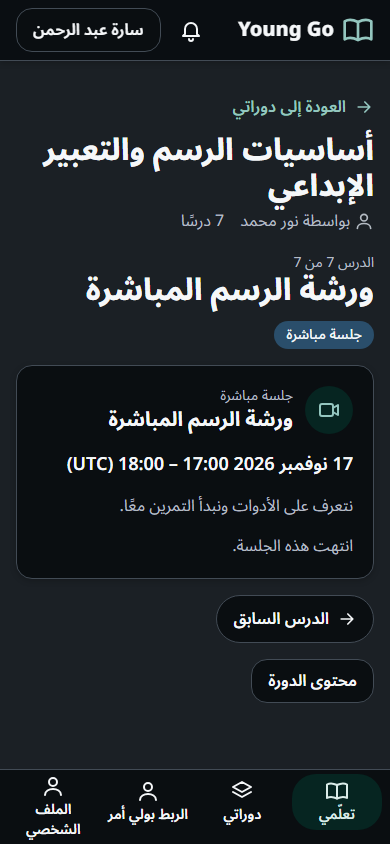 Young Go
سارة عبد الرحمن
العودة إلى دوراتي
أساسيات الرسم والتعبير
الإبداعي
بواسطة نور محمد 7 درسًا
الدرس 7 من 7
ورشة الرسم المباشرة
جلسة مباشرة
جلسة مباشرة
ورشة الرسم المباشرة
17 نوفمبر 2026 17:00 – 18:00 (UTC)
نتعرف على الأدوات ونبدأ التمرين معًا.
انتهت هذه الجلسة.
الدرس السابق
محتوى الدورة
تعلّمي
دوراتي
الربط بولي أمر
الملف
الشخصي